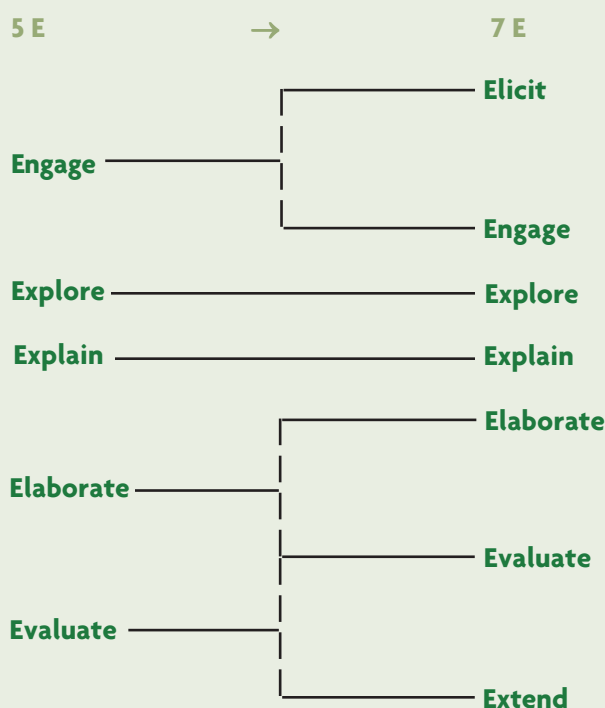 5 E → 7 E
Elicit
Engage
Engage
Explore Explore
Explain Explain
Elaborate
Elaborate
Evaluate
Evaluate
Extend